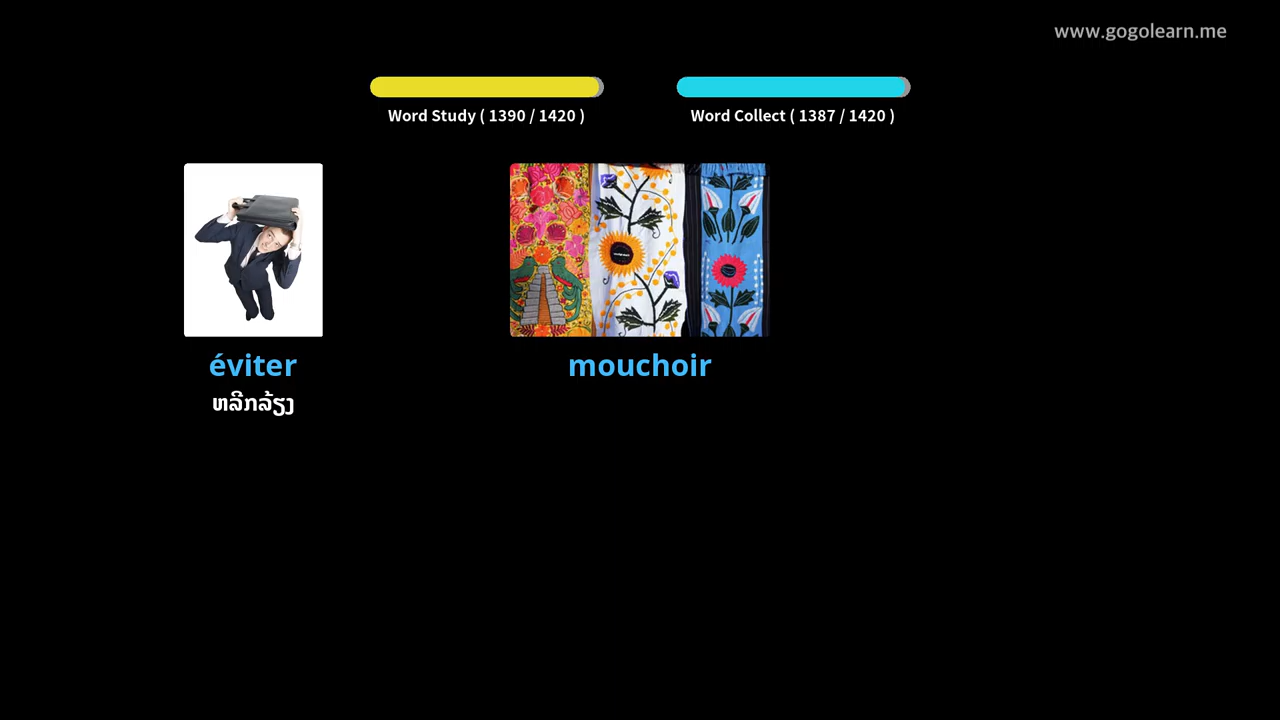 www.gogolearn.me
Word Study ( 1390 / 1420 )
Word Collect ( 1387 / 1420 )
éviter
ຫລີກລ້ຽງ
mouchoir